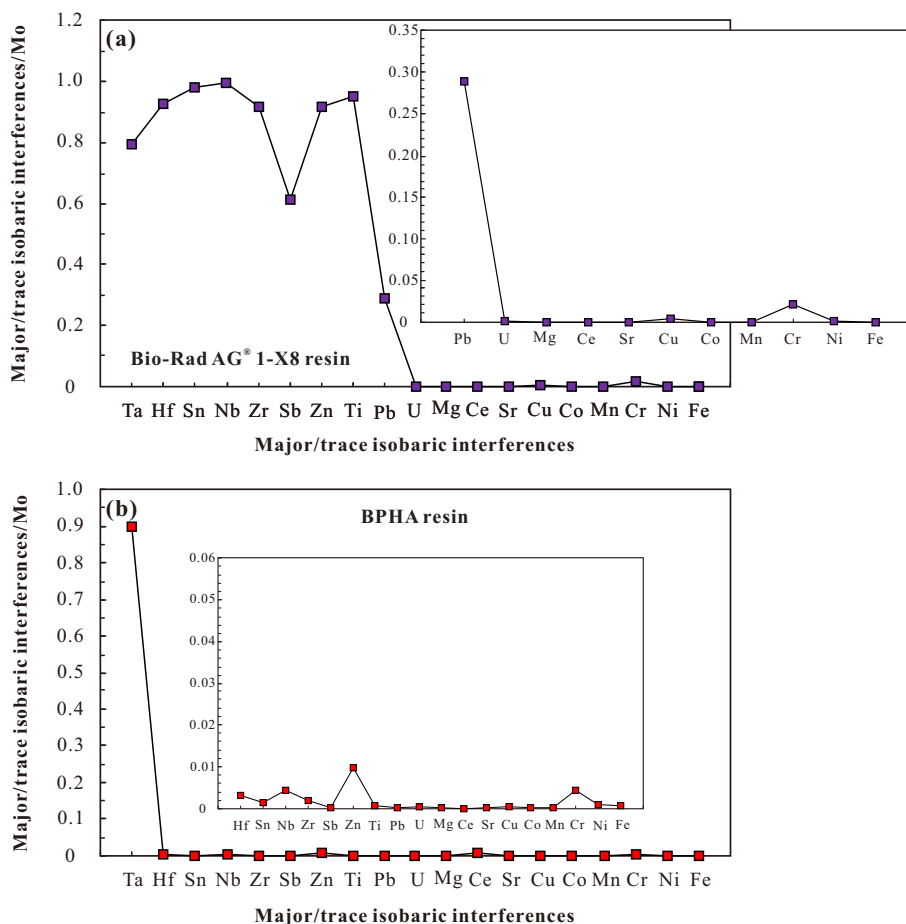 (a)
1.2
1.0
0.8
0.6
0.4
0.2
0
Major/trace isobaric interferences/Mo
Bio-Rad AG® 1-X8 resin
Ta Hf Sn Nb Zr Sb Zn Ti Pb U Mg Ce Sr Cu Co Mn Cr Ni Fe
Major/trace isobaric interferences
0.35
0.30
0.25
0.20
0.15
0.10
0.05
0
Pb U Mg Ce Sr Cu Co Mn Cr Ni Fe
(b)
BPHA resin
1.0
0.9
0.8
0.7
0.6
0.5
0.4
0.3
0.2
0.1
0
Major/trace isobaric interferences/Mo
0.06
0.05
0.04
0.03
0.02
0.01
0
Hf Sn Nb Zr Sb Zn Ti Pb U Mg Ce Sr Cu Co Mn Cr Ni Fe
Ta Hf Sn Nb Zr Sb Zn Ti Pb U Mg Ce Sr Cu Co Mn Cr Ni Fe
Major/trace isobaric interferences